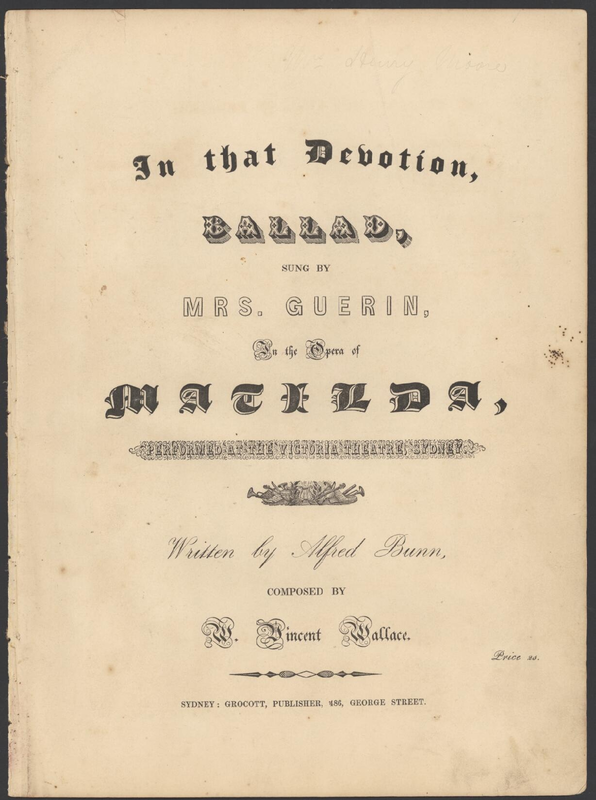 In that Devotion,
BALLAD,
SUNG BY
MRS. GUERIN,
In the Opera of
MATILDA,
PERFORMED AT THE VICTORIA THEATRE, SYDNEY.
Written by Alfred Bunn,
COMPOSED BY
W. Vincent Wallace.
Price 2s.
SYDNEY: GROCOTT, PUBLISHER, 486, GEORGE STREET.